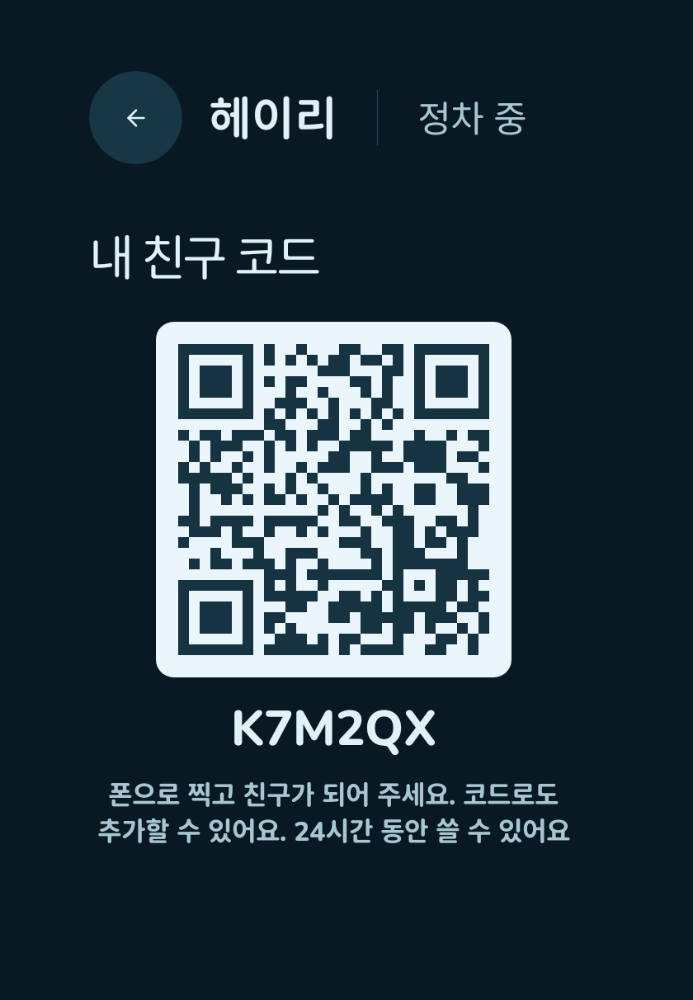 헤이리
정차 중
내 친구 코드
K7M2QX
폰으로 찍고 친구가 되어 주세요. 코드로도
추가할 수 있어요. 24시간 동안 쓸 수 있어요